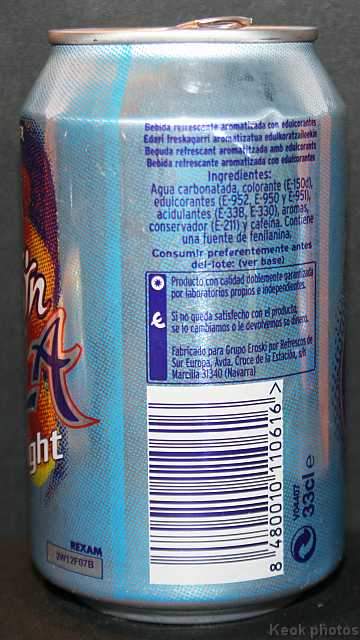 Bebida refrescante aromatizada con edulcorantes
Edari freskagarri aromatizatua edulkoratzaileekin
Beguda refrescant aromatitzada amb edulcorants
Bebida refrescante aromatizada con edulcorantes
Ingredientes:
Agua carbonatada, colorante (E-150d),
edulcorantes (E-952, E-950 y E-951),
acidulantes (E-338, E-330), aromas,
conservador (E-211) y cafeína. Contiene
una fuente de fenilanina.
Consumir preferentemente antes
del-lote: (ver base)
Producto con calidad doblemente garantizada
por laboratorios propios e independientes.
Si no queda satisfecho con el producto,
se lo cambiamos o le devolvemos su dinero.
Fabricado para Grupo Eroski por Refrescos de
Sur Europa, Avda. Cruce de la Estación, s/n
Marcilla 31340 (Navarra)
8 480010 110616 >
V04407
33cl e
ght
REXAM
Keok photos